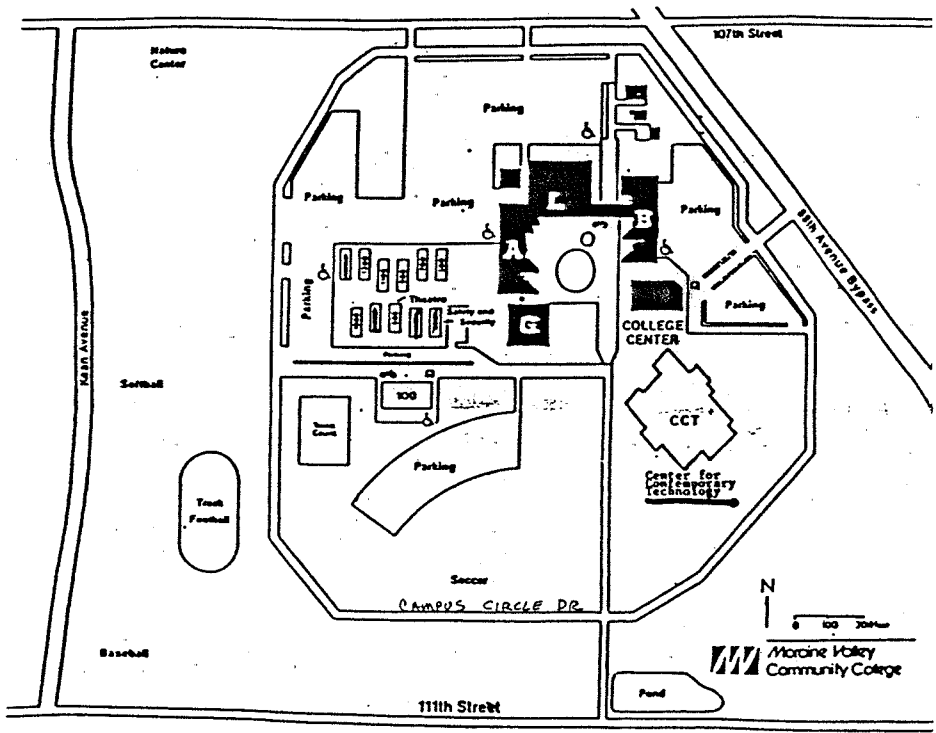 107th Street
Nature
Center
Parking
Parking
Parking
L
B
Parking
A
88th Avenue Bypass
Parking
Theatre
Safety and
Security
Parking
G
COLLEGE
CENTER
Kean Avenue
Parking
Softball
100
CCT
Parking
Center for
Contemporary
Technology
Track
Football
Soccer
CAMPUS CIRCLE DR
N
0 100
Baseball
Moraine Valley
Community College
Pond
111th Street